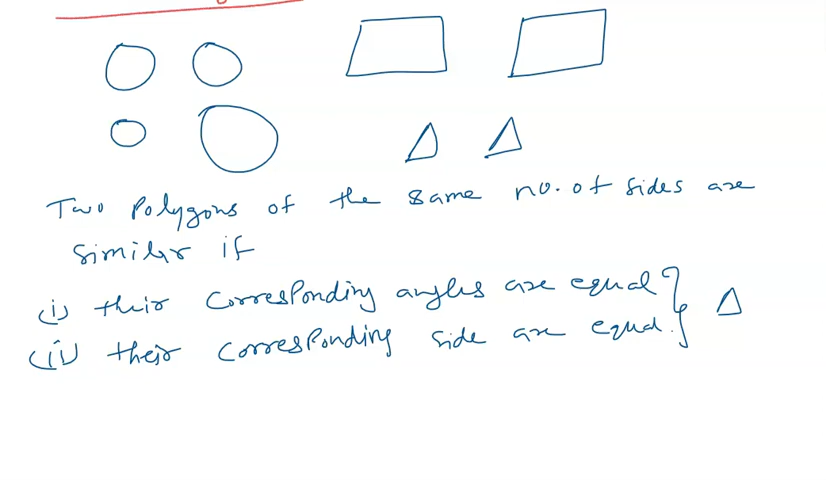 Two Polygons of the same no. of sides are
similar if
(i) their corresponding angles are equal
(ii) their corresponding side are equal.